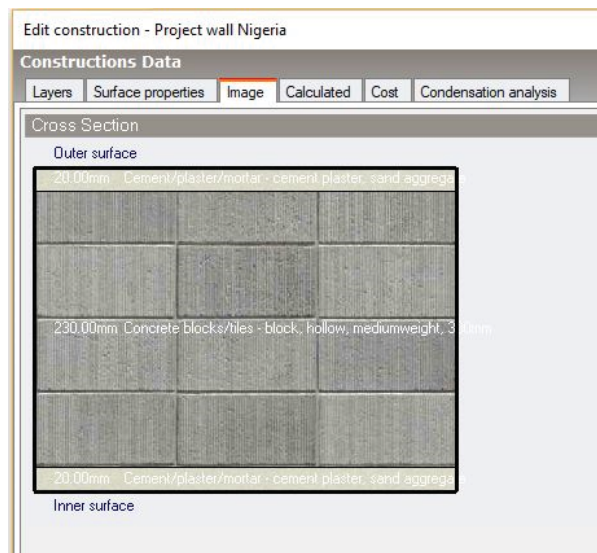 Edit construction - Project wall Nigeria
Constructions Data
Layers Surface properties Image Calculated Cost Condensation analysis
Cross Section
Outer surface
20.00mm Cement/plaster/mortar - cement plaster, sand aggregate
230.00mm Concrete blocks/tiles - block, hollow, mediumweight,
20.00mm Cement/plaster/mortar - cement plaster, sand aggregate
Inner surface